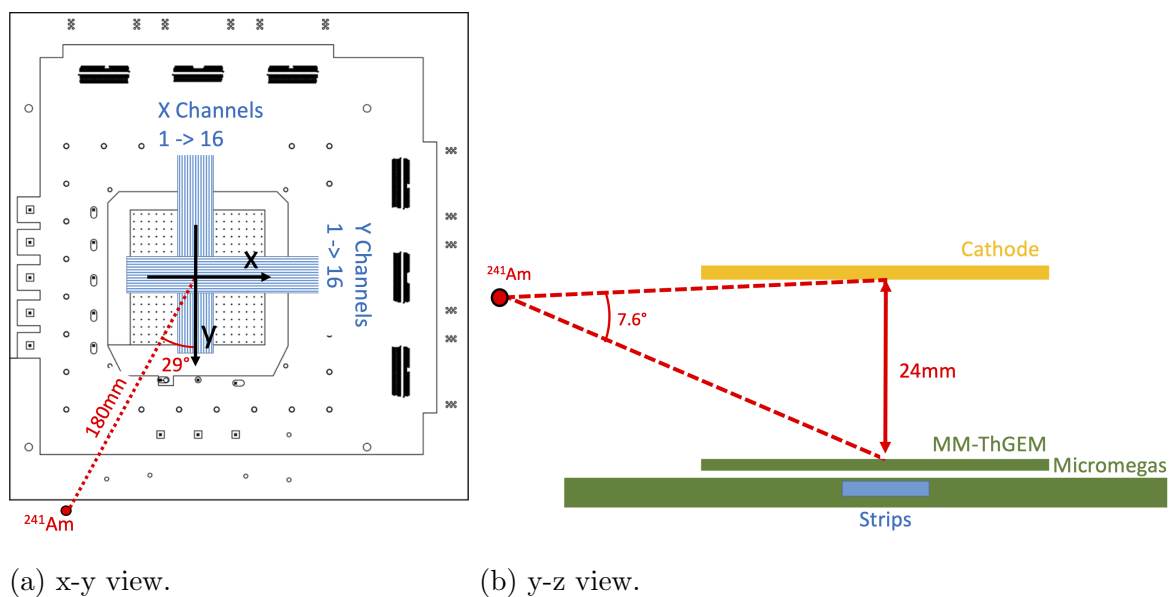 X Channels
1 -> 16
Y Channels
1 -> 16
x
y
29°
180mm
²⁴¹Am
(a) x-y view.
Cathode
²⁴¹Am
7.6°
24mm
MM-ThGEM
Micromegas
Strips
(b) y-z view.